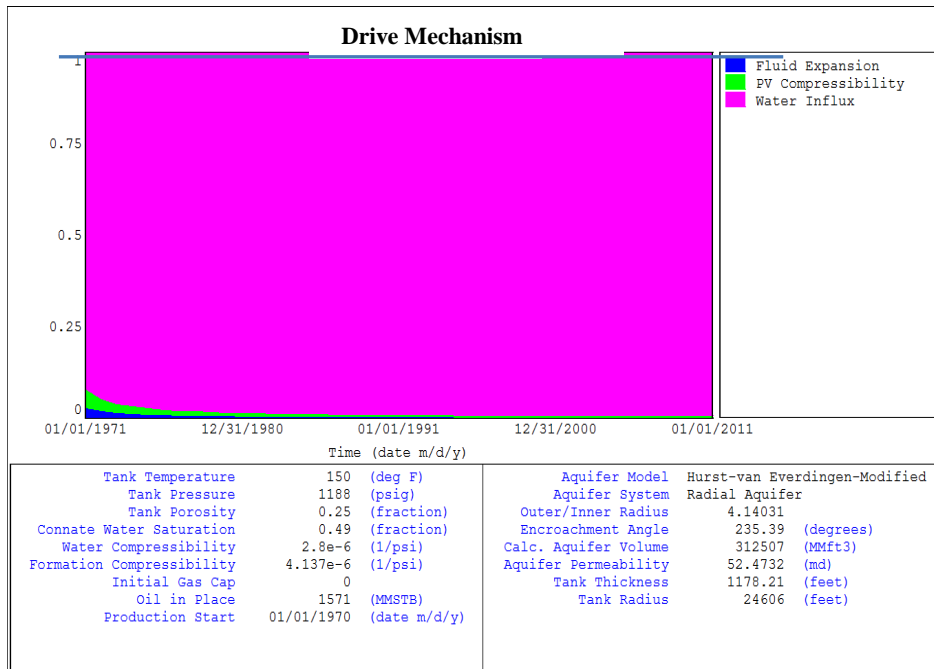 Drive Mechanism
1
0.75
0.5
0.25
0
01/01/1971 12/31/1980 01/01/1991 12/31/2000 01/01/2011
Time (date m/d/y)
Fluid Expansion
PV Compressibility
Water Influx
Tank Temperature 150 (deg F)
Tank Pressure 1188 (psig)
Tank Porosity 0.25 (fraction)
Connate Water Saturation 0.49 (fraction)
Water Compressibility 2.8e-6 (1/psi)
Formation Compressibility 4.137e-6 (1/psi)
Initial Gas Cap 0
Oil in Place 1571 (MMSTB)
Production Start 01/01/1970 (date m/d/y)
Aquifer Model Hurst-van Everdingen-Modified
Aquifer System Radial Aquifer
Outer/Inner Radius 4.14031
Encroachment Angle 235.39 (degrees)
Calc. Aquifer Volume 312507 (MMft3)
Aquifer Permeability 52.4732 (md)
Tank Thickness 1178.21 (feet)
Tank Radius 24606 (feet)